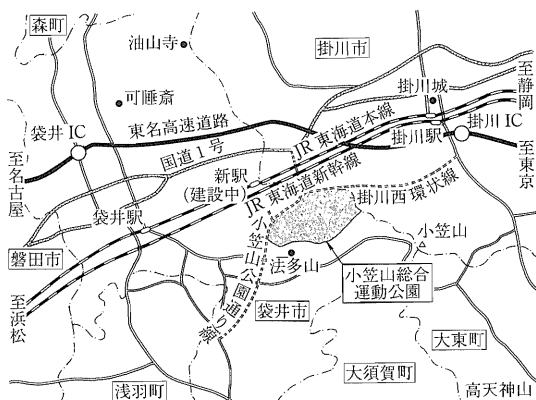 森町
油山寺
掛川市
至静岡
可睡斎
掛川城
袋井IC
東名高速道路
JR東海道本線
掛川駅
掛川IC
国道1号
至名古屋
新駅
(建設中)
JR東海道新幹線
至東京
掛川西環状線
袋井駅
小笠山公園通り線
小笠山
磐田市
法多山
小笠山総合
運動公園
至浜松
袋井市
大東町
浅羽町
大須賀町
高天神山